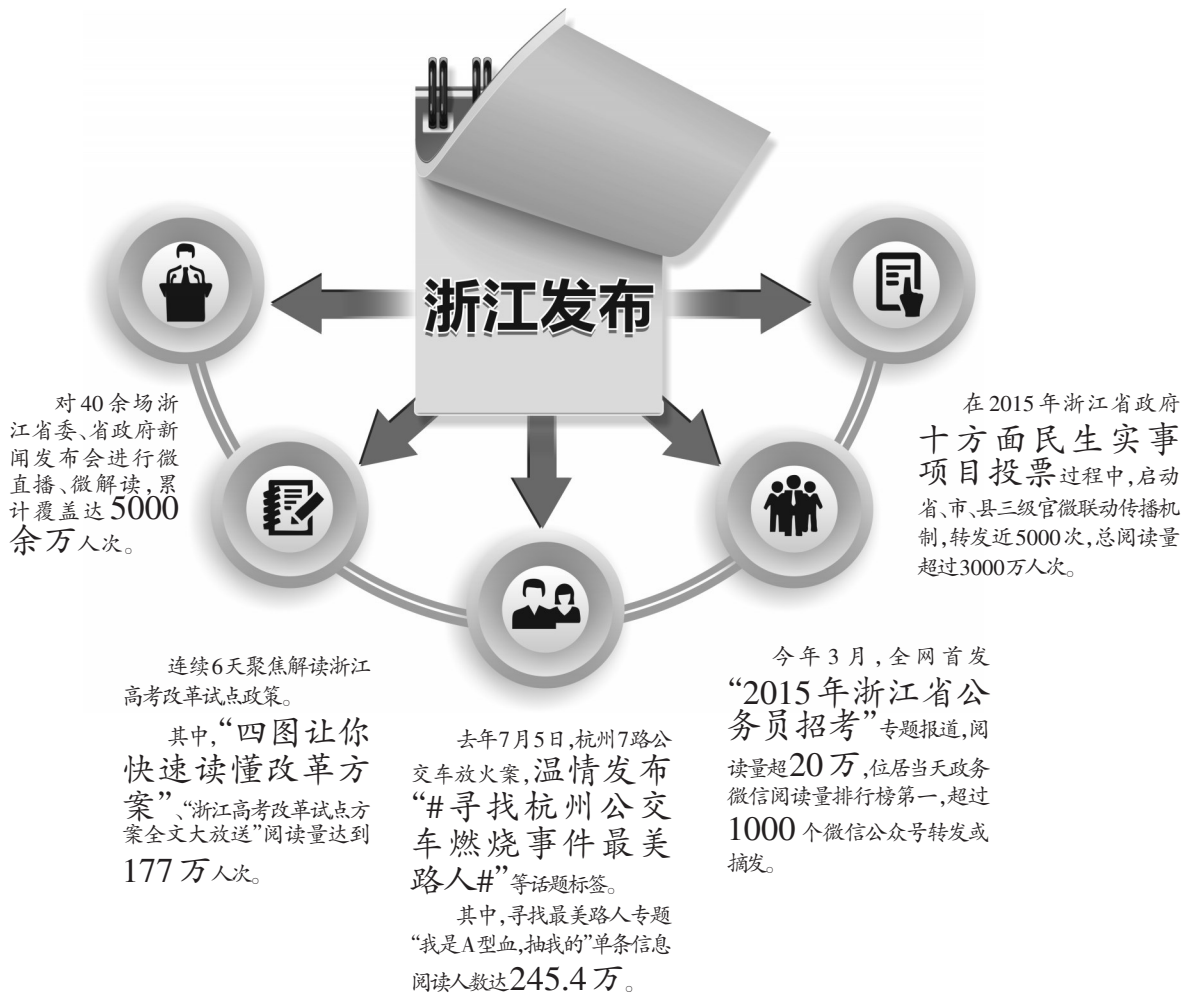 浙江发布
对40余场浙
江省委、省政府新
闻发布会进行微
直播、微解读,累
计覆盖达5000
余万人次。
连续6天聚焦解读浙江
高考改革试点政策。
其中,“四图让你
快速读懂改革方
案”、“浙江高考改革试点方
案全文大放送”阅读量达到
177万人次。
去年7月5日,杭州7路公
交车放火案,温情发布
“#寻找杭州公交
车燃烧事件最美
路人#”等话题标签。
其中,寻找最美路人专题
“我是A型血,抽我的”单条信息
阅读人数达245.4万。
今年3月,全网首发
“2015年浙江省公
务员招考”专题报道,阅
读量超20万,位居当天政务
微信阅读量排行榜第一,超过
1000个微信公众号转发或
摘发。
在2015年浙江省政府
十方面民生实事
项目投票过程中,启动
省、市、县三级官微联动传播机
制,转发近5000次,总阅读量
超过3000万人次。